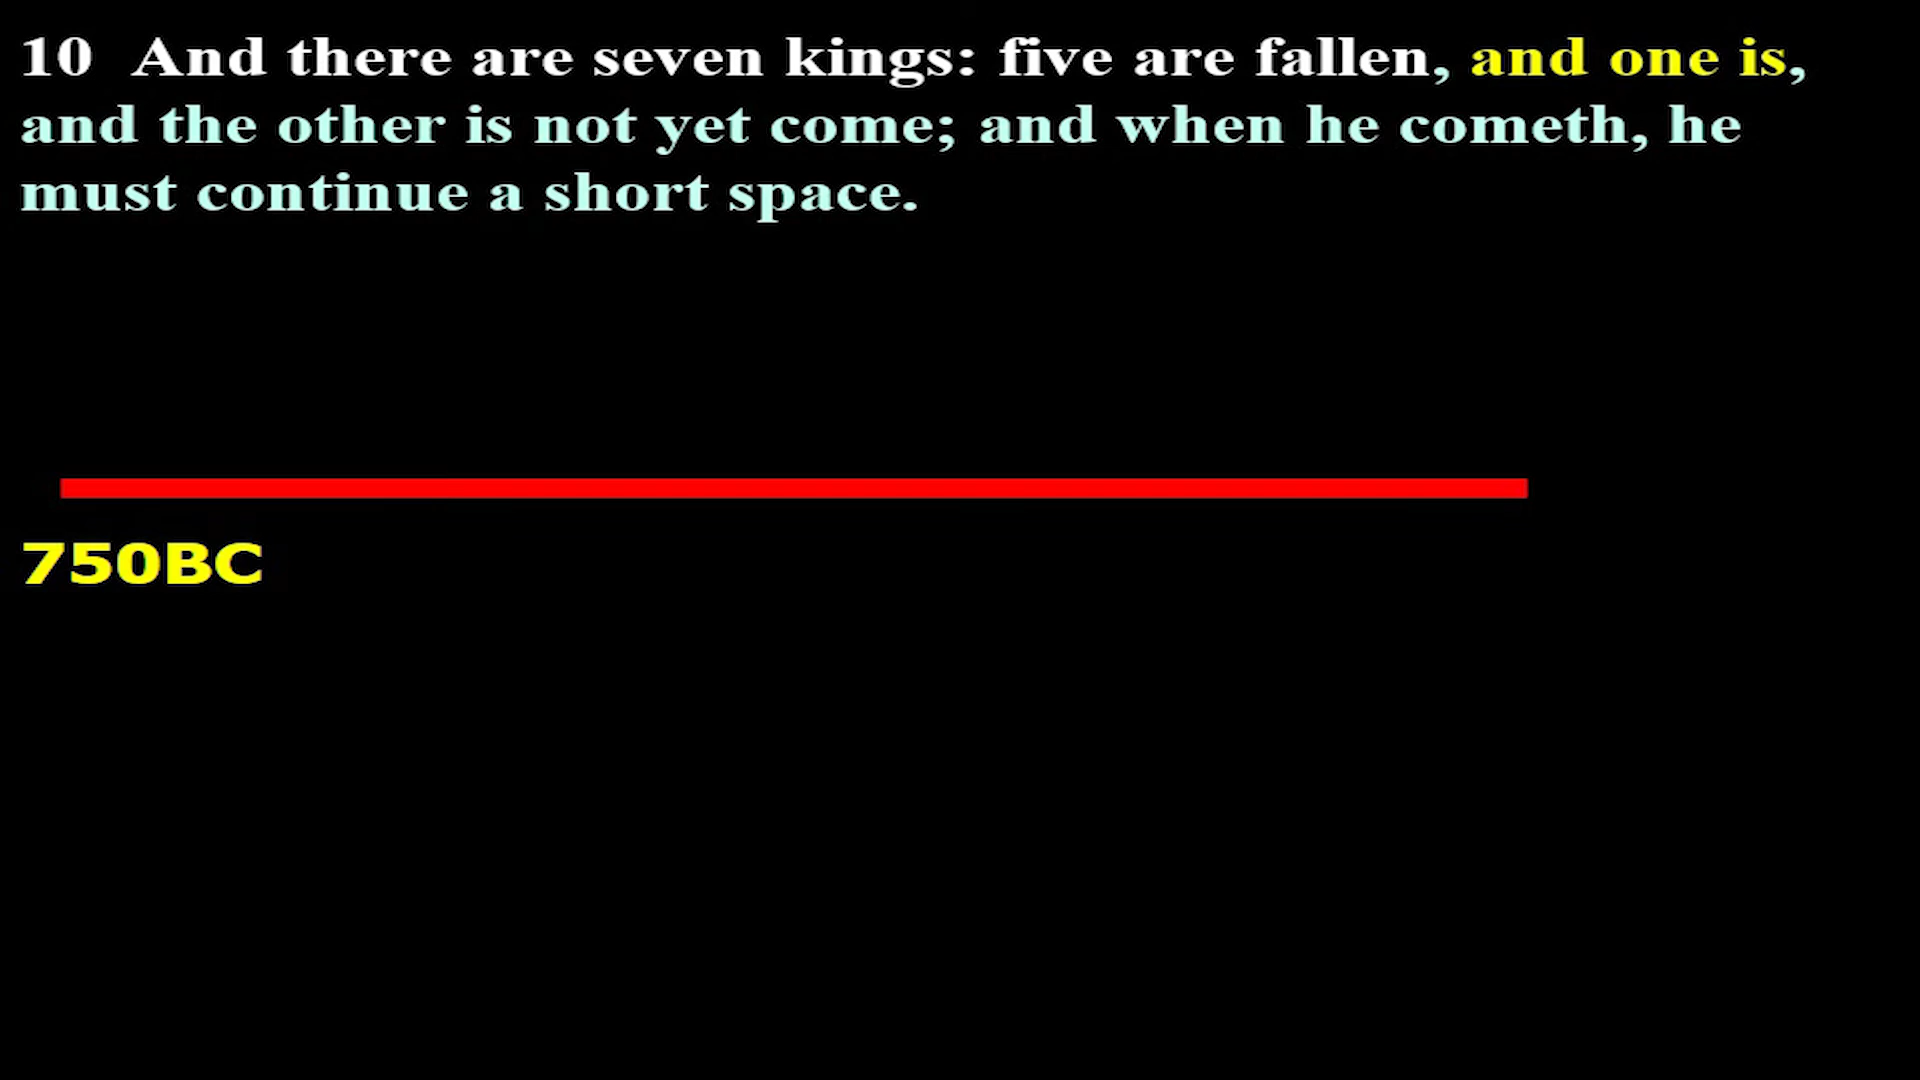 10 And there are seven kings: five are fallen, and one is,
and the other is not yet come; and when he cometh, he
must continue a short space.
750BC